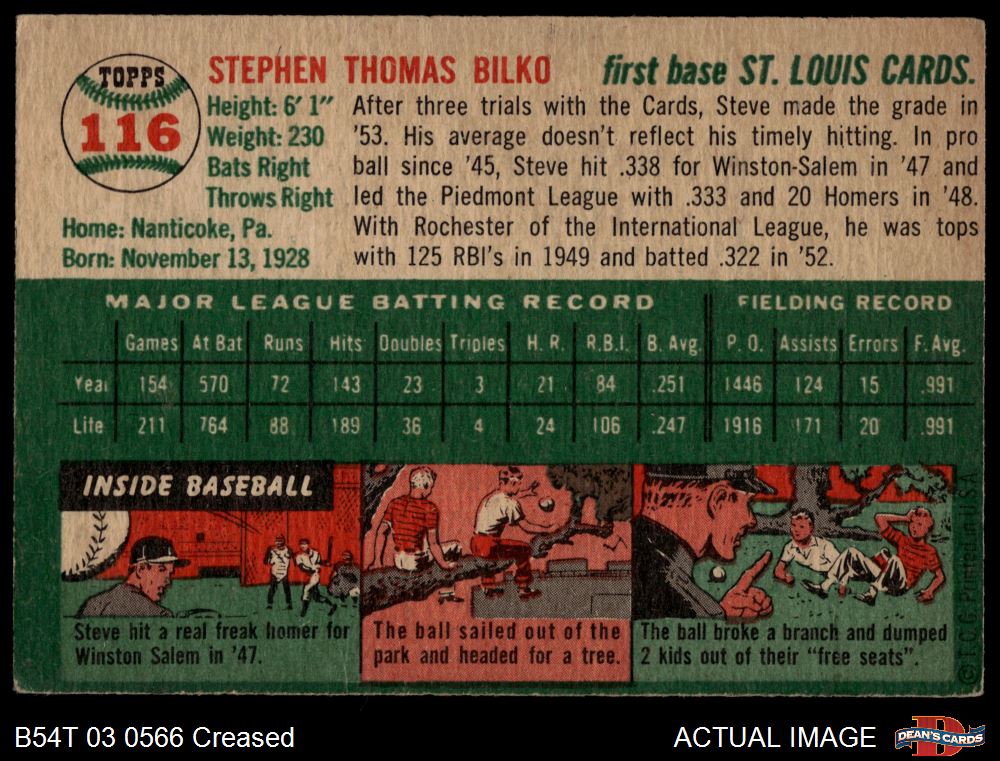 TOPPS
116
STEPHEN THOMAS BILKO first base ST. LOUIS CARDS.
Height: 6' 1"
Weight: 230
Bats Right
Throws Right
Home: Nanticoke, Pa.
Born: November 13, 1928
After three trials with the Cards, Steve made the grade in
'53. His average doesn't reflect his timely hitting. In pro
ball since '45, Steve hit .338 for Winston-Salem in '47 and
led the Piedmont League with .333 and 20 Homers in '48.
With Rochester of the International League, he was tops
with 125 RBI's in 1949 and batted .322 in '52.
MAJOR LEAGUE BATTING RECORD FIELDING RECORD
Games At Bat Runs Hits Doubles Triples H. R. R.B.I. B. Avg. P. O. Assists Errors F. Avg.
Year 154 570 72 143 23 3 21 84 .251 1446 124 15 .991
Life 211 764 88 189 36 4 24 106 .247 1916 171 20 .991
INSIDE BASEBALL
Steve hit a real freak homer for
Winston Salem in '47.
The ball sailed out of the
park and headed for a tree.
The ball broke a branch and dumped
2 kids out of their "free seats".
© T.C.G. Printed in U.S.A.
B54T 03 0566 Creased
ACTUAL IMAGE
DEAN'S CARDS